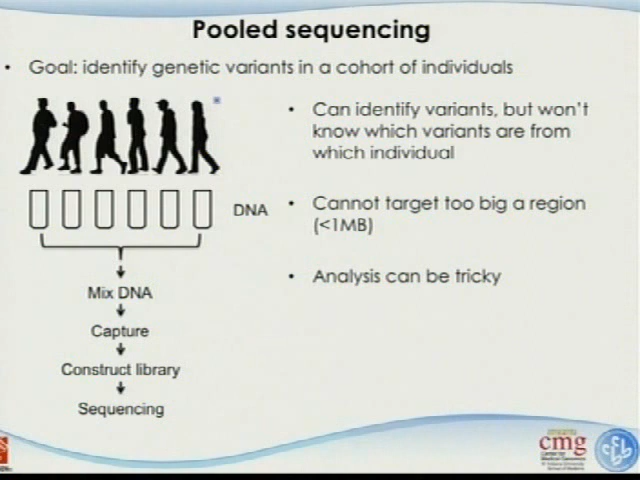 Pooled sequencing
• Goal: identify genetic variants in a cohort of individuals
• Can identify variants, but won't
know which variants are from
which individual
DNA
• Cannot target too big a region
(<1MB)
• Analysis can be tricky
Mix DNA
Capture
Construct library
Sequencing
cmg